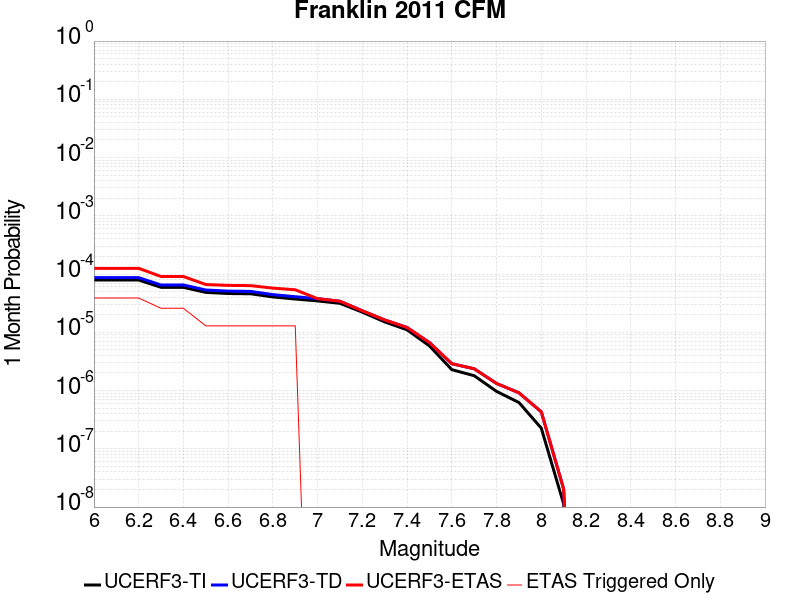 Franklin 2011 CFM
10^0
10^-1
10^-2
10^-3
10^-4
10^-5
10^-6
10^-7
10^-8
1 Month Probability
6 6.2 6.4 6.6 6.8 7 7.2 7.4 7.6 7.8 8 8.2 8.4 8.6 8.8 9
Magnitude
UCERF3-TI UCERF3-TD UCERF3-ETAS ETAS Triggered Only